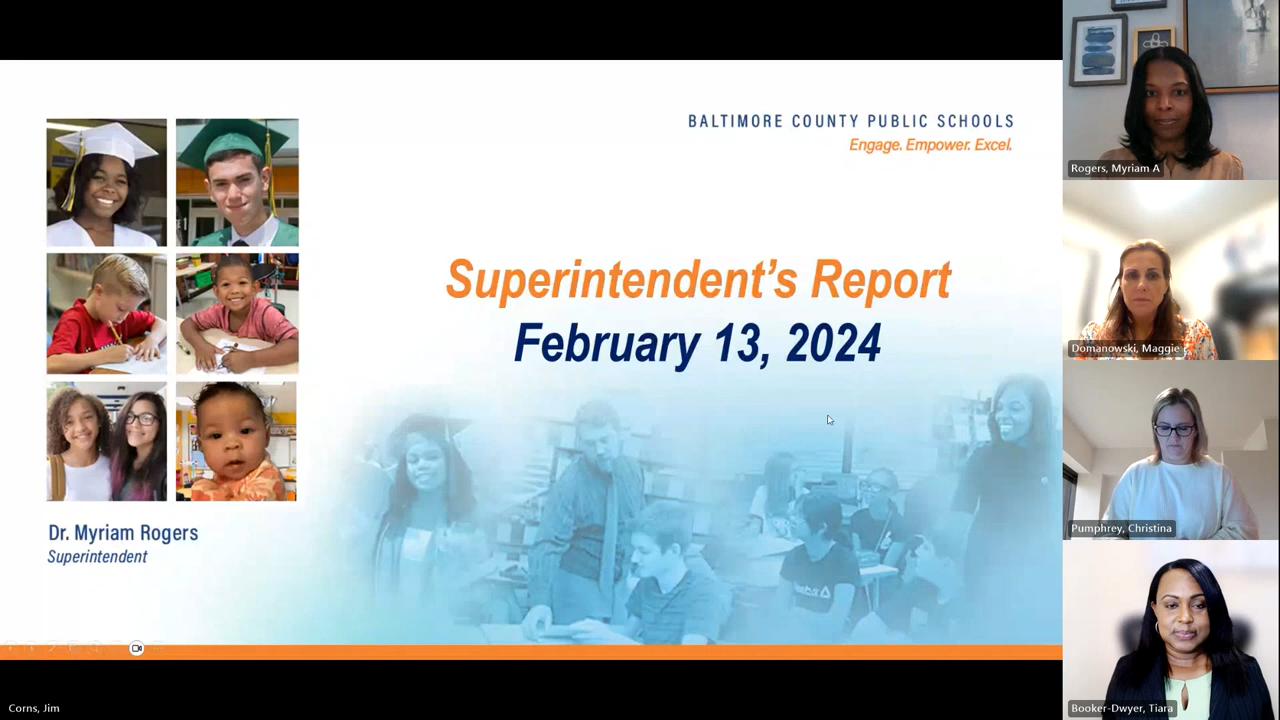 BALTIMORE COUNTY PUBLIC SCHOOLS
Engage. Empower. Excel.
Superintendent's Report
February 13, 2024
Dr. Myriam Rogers
Superintendent
Corns, Jim
Rogers, Myriam A
Domanowski, Maggie
Pumphrey, Christina
Booker-Dwyer, Tiara